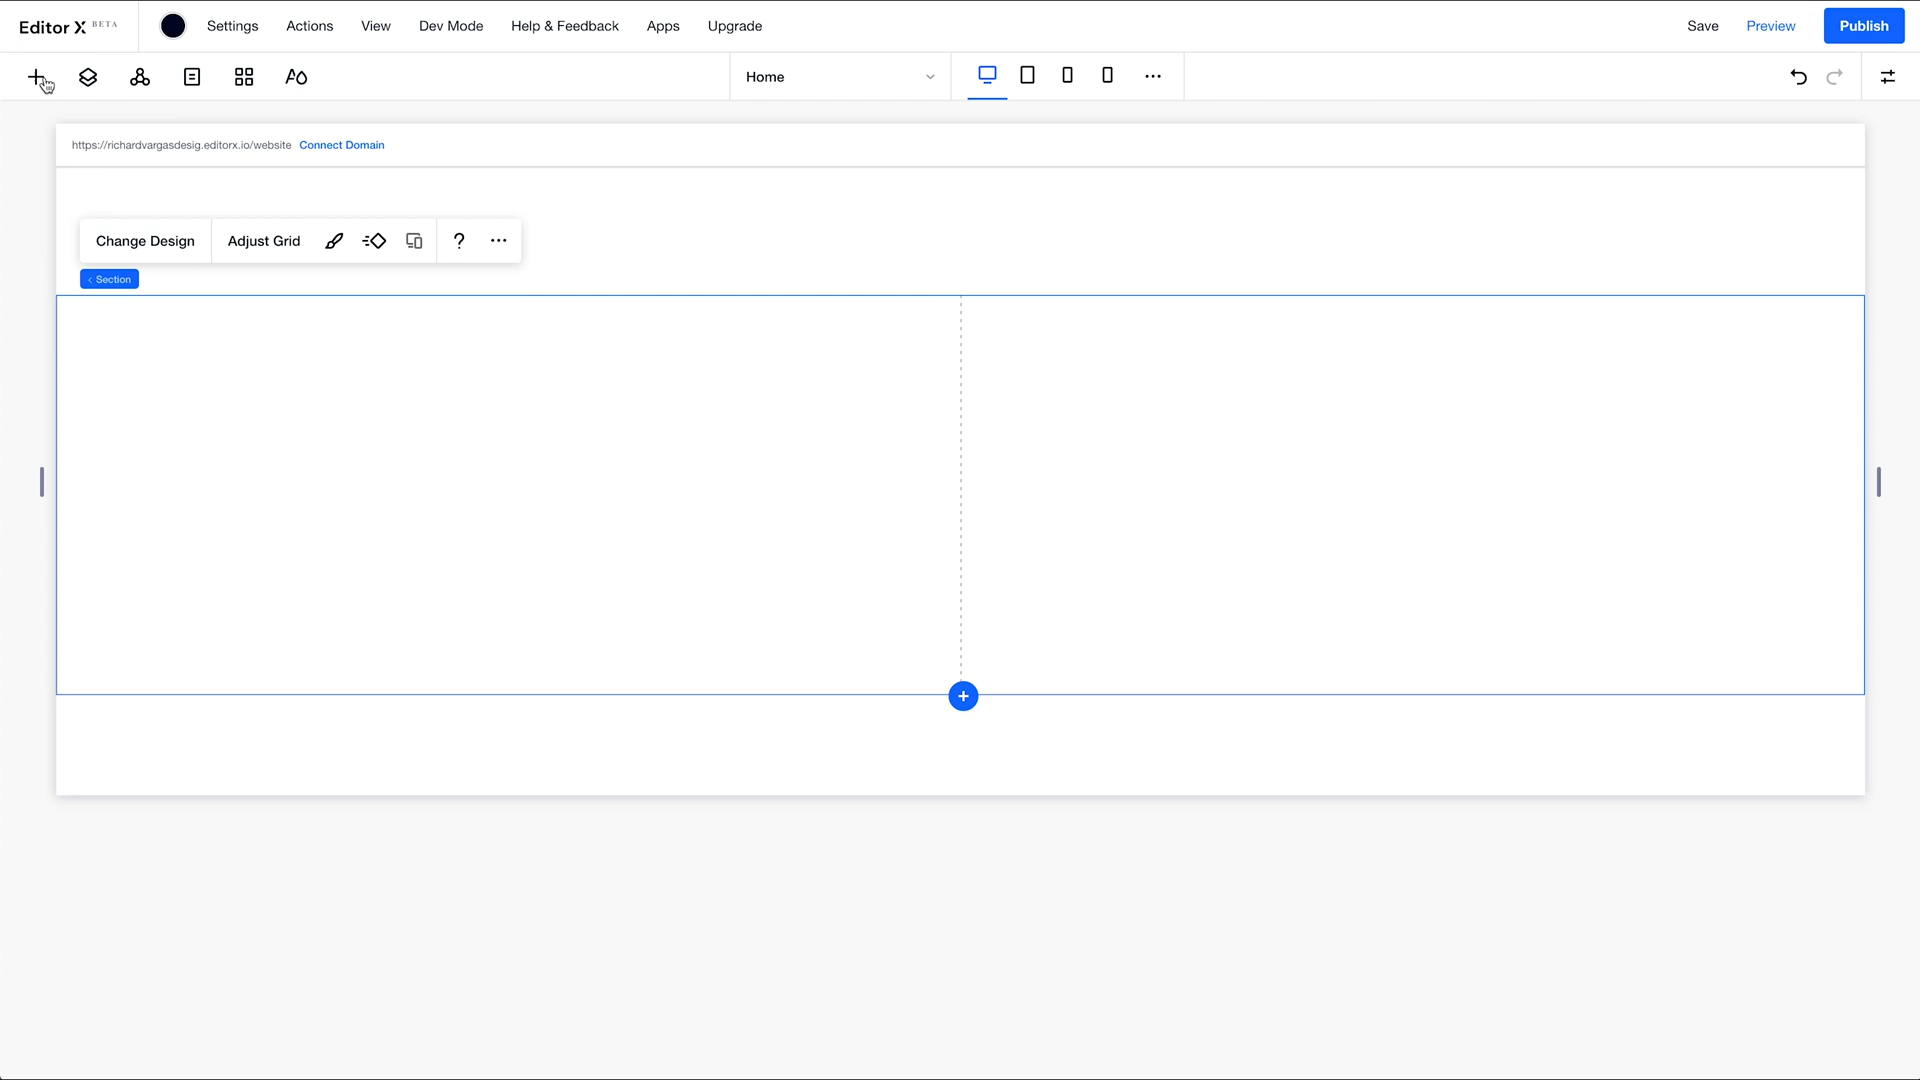 Editor X BETA Settings Actions View Dev Mode Help & Feedback Apps Upgrade Save Preview Publish
Home
https://richardvargasdesig.editorx.io/website Connect Domain
Change Design Adjust Grid ?
< Section